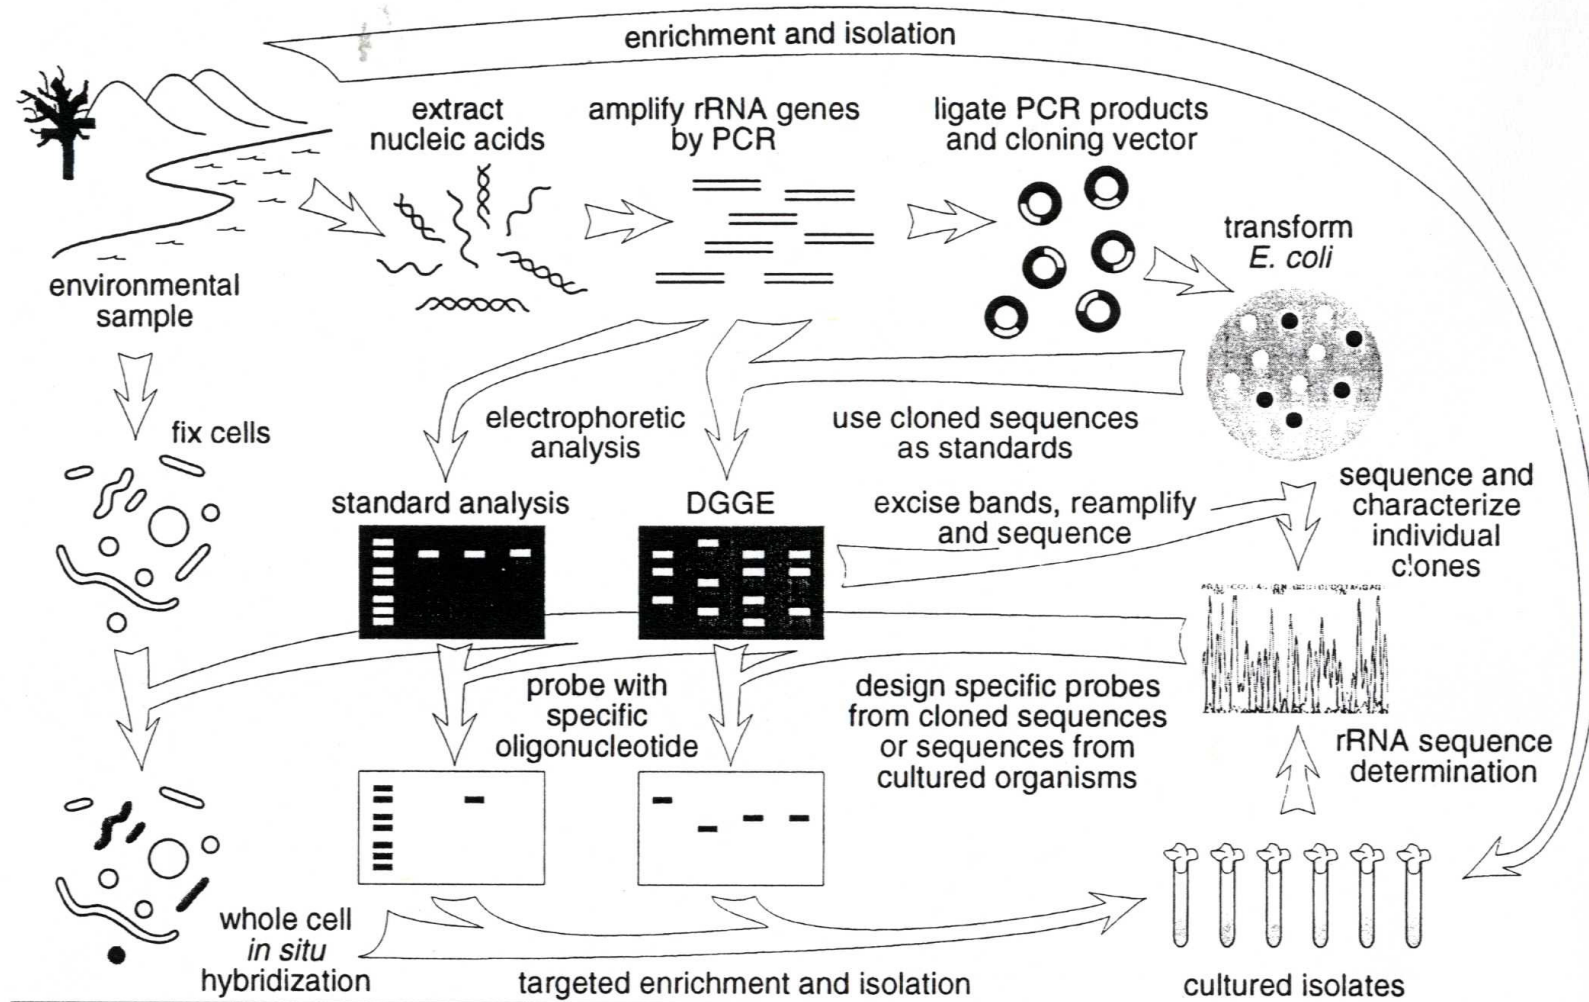 enrichment and isolation
extract
nucleic acids
amplify rRNA genes
by PCR
ligate PCR products
and cloning vector
transform
E. coli
environmental
sample
fix cells
electrophoretic
analysis
use cloned sequences
as standards
standard analysis
DGGE
excise bands, reamplify
and sequence
sequence and
characterize
individual
clones
probe with
specific
oligonucleotide
design specific probes
from cloned sequences
or sequences from
cultured organisms
rRNA sequence
determination
whole cell
in situ
hybridization
targeted enrichment and isolation
cultured isolates